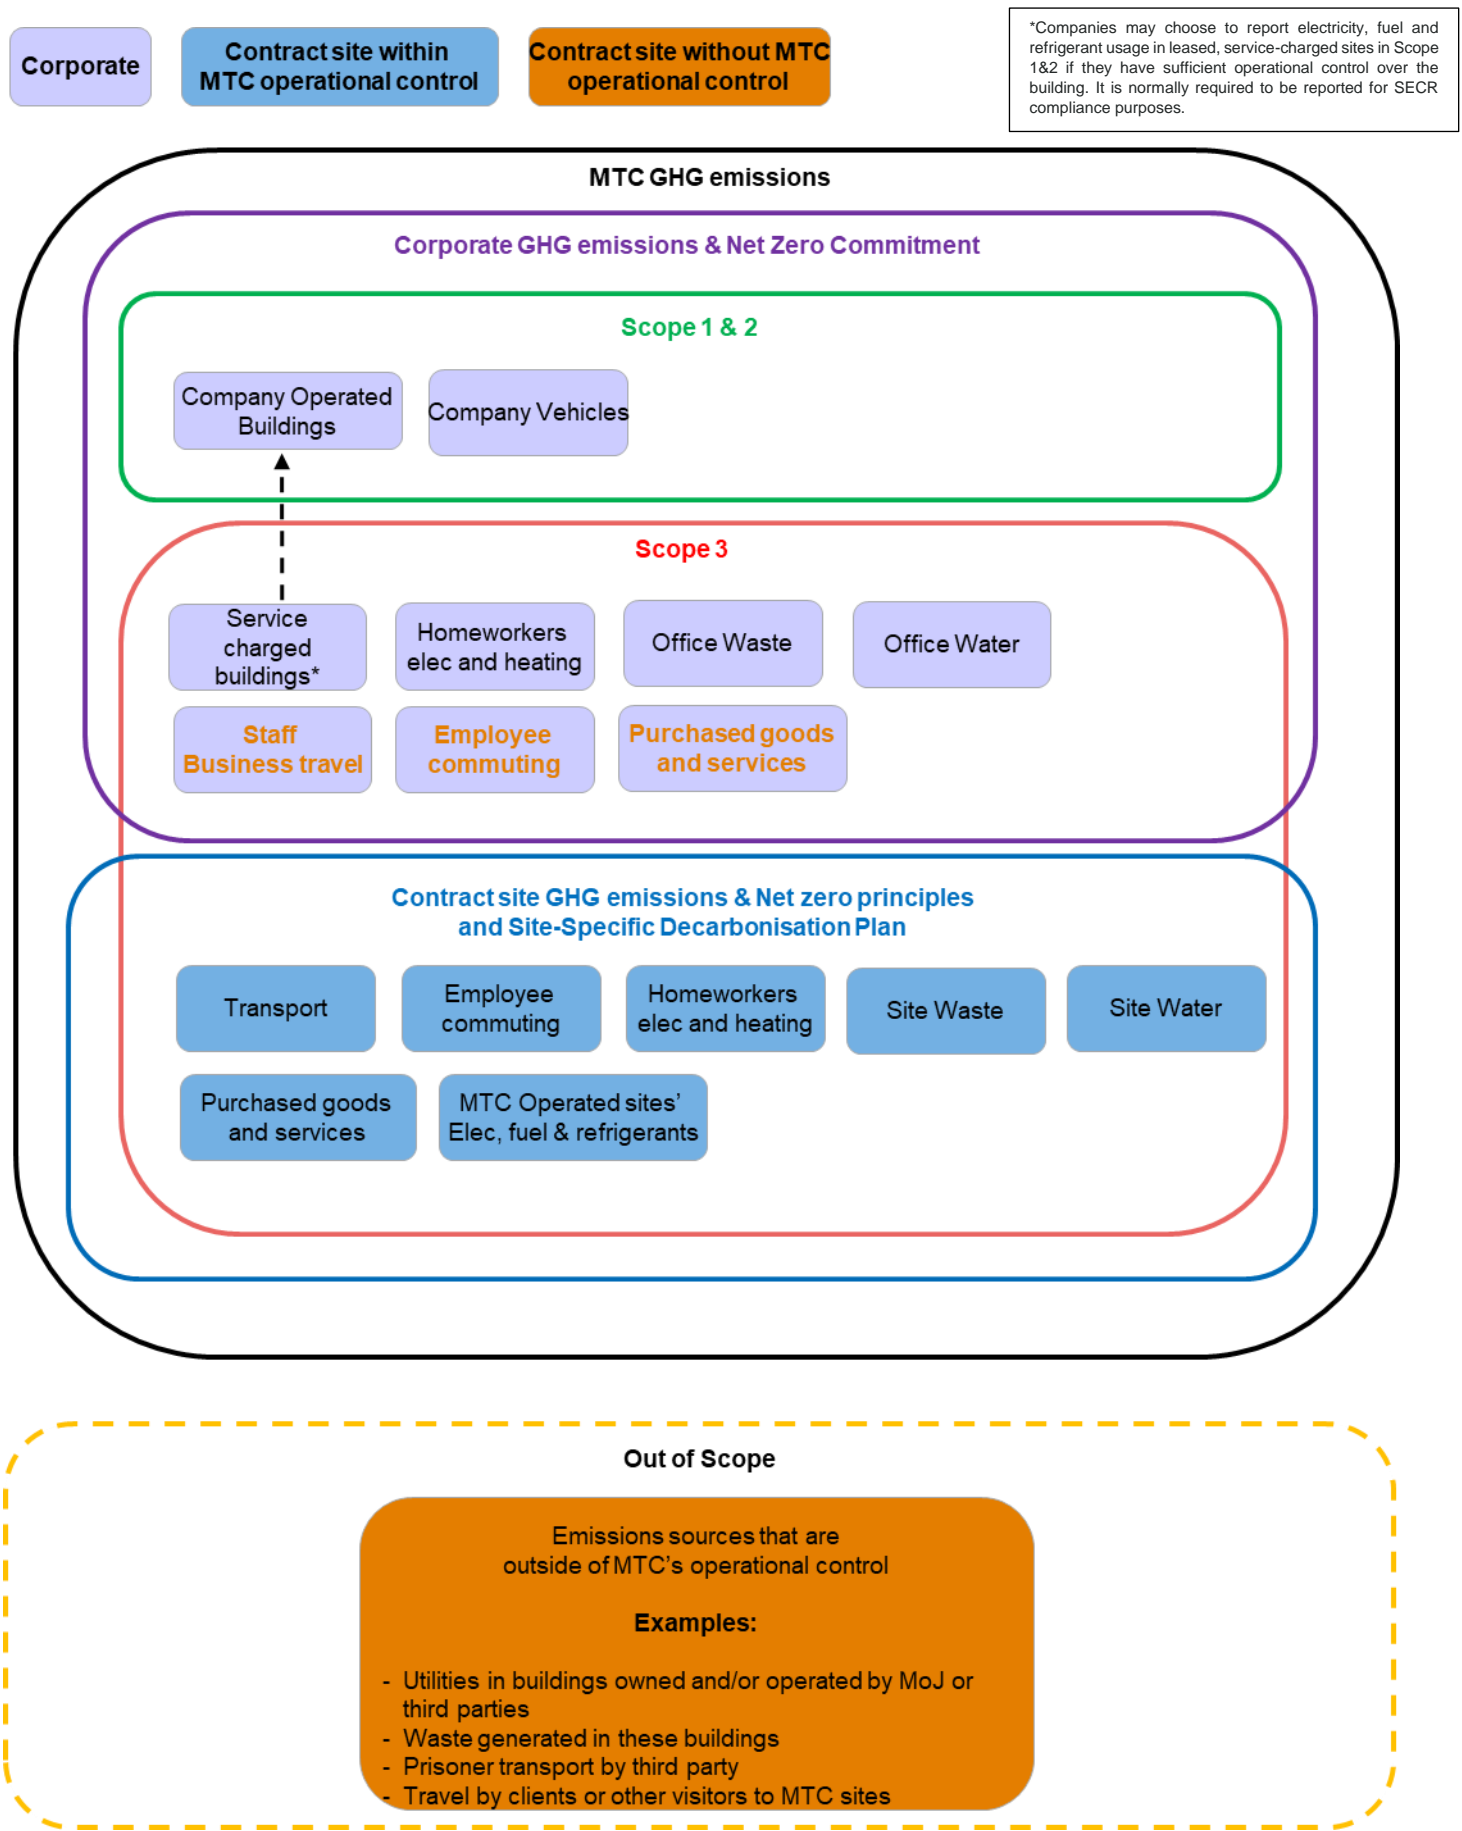 Corporate
Contract site within
MTC operational control
Contract site without MTC
operational control
*Companies may choose to report electricity, fuel and
refrigerant usage in leased, service-charged sites in Scope
1&2 if they have sufficient operational control over the
building. It is normally required to be reported for SECR
compliance purposes.
MTC GHG emissions
Corporate GHG emissions & Net Zero Commitment
Scope 1 & 2
Company Operated
Buildings
Company Vehicles
Scope 3
Service
charged
buildings*
Homeworkers
elec and heating
Office Waste
Office Water
Staff
Business travel
Employee
commuting
Purchased goods
and services
Contract site GHG emissions & Net zero principles
and Site-Specific Decarbonisation Plan
Transport
Employee
commuting
Homeworkers
elec and heating
Site Waste
Site Water
Purchased goods
and services
MTC Operated sites’
Elec, fuel & refrigerants
Out of Scope
Emissions sources that are
outside of MTC’s operational control
Examples:
- Utilities in buildings owned and/or operated by MoJ or
third parties
- Waste generated in these buildings
- Prisoner transport by third party
- Travel by clients or other visitors to MTC sites